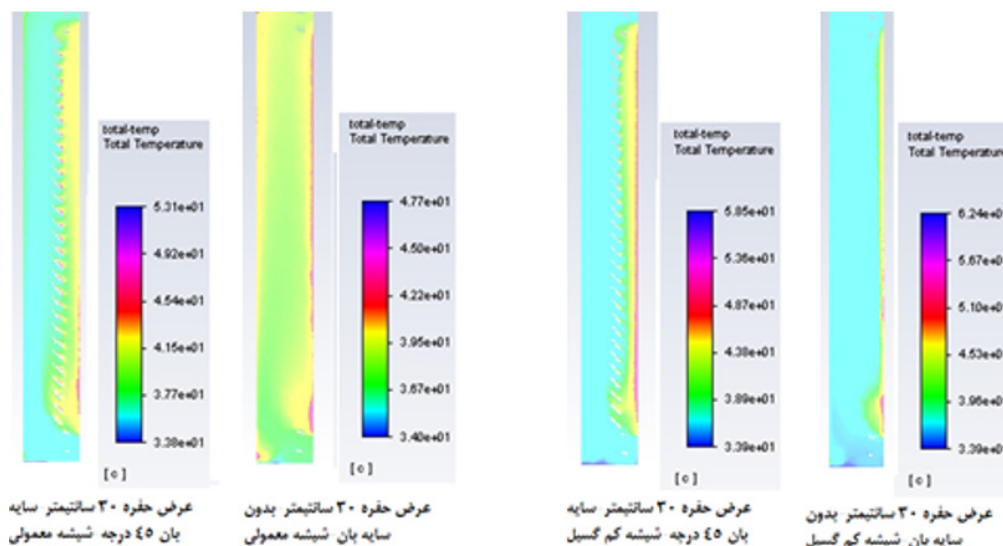 total-temp
Total Temperature
5.31e+01
4.92e+01
4.54e+01
4.15e+01
3.77e+01
3.38e+01
[c]
عرض حفره ۳۰ سانتیمتر سایه
بان ٤٥ درجه شیشه معمولی
total-temp
Total Temperature
4.77e+01
4.50e+01
4.22e+01
3.95e+01
3.67e+01
3.40e+01
[c]
عرض حفره ۳۰ سانتیمتر بدون
سایه بان شیشه معمولی
total-temp
Total Temperature
5.85e+01
5.36e+01
4.87e+01
4.38e+01
3.89e+01
3.39e+01
[c]
عرض حفره ۳۰ سانتیمتر سایه
بان ٤٥ درجه شیشه کم گسیل
total-temp
Total Temperature
6.24e+0
5.67e+0
5.10e+0
4.53e+0
3.96e+0
3.39e+0
[c]
عرض حفره ۳۰ سانتیمتر بدون
سایه بان شیشه کم گسیل